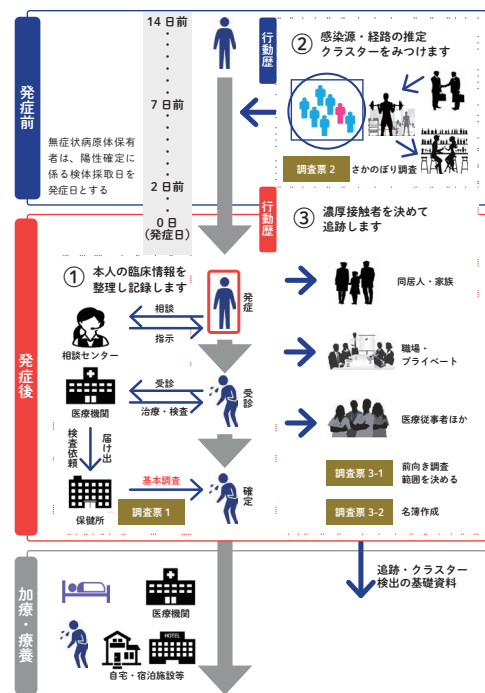 発症前
14日前
7日前
2日前
0日
(発症日)
無症状病原体保有
者は、陽性確定に
係る検体採取日を
発症日とする
行動歴
② 感染源・経路の推定
クラスターをみつけます
調査票 2 さかのぼり調査
発症後
① 本人の臨床情報を
整理し記録します
相談
指示
相談センター
発症
受診
治療・検査
医療機関
受診
検査依頼
届け出
基本調査
調査票 1
保健所
確定
行動歴
③ 濃厚接触者を決めて
追跡します
同居人・家族
職場・
プライベート
医療従事者ほか
調査票 3-1 前向き調査
範囲を決める
調査票 3-2 名簿作成
追跡・クラスター
検出の基礎資料
加療・療養
医療機関
HOTEL
自宅・宿泊施設等